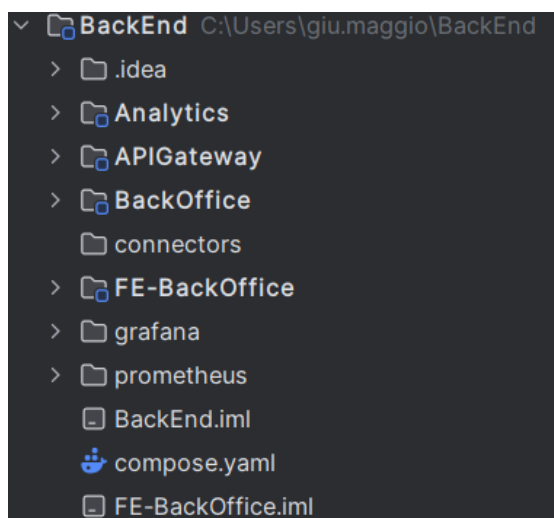 BackEnd C:\Users\giu.maggio\BackEnd
.idea
Analytics
APIGateway
BackOffice
connectors
FE-BackOffice
grafana
prometheus
BackEnd.iml
compose.yaml
FE-BackOffice.iml